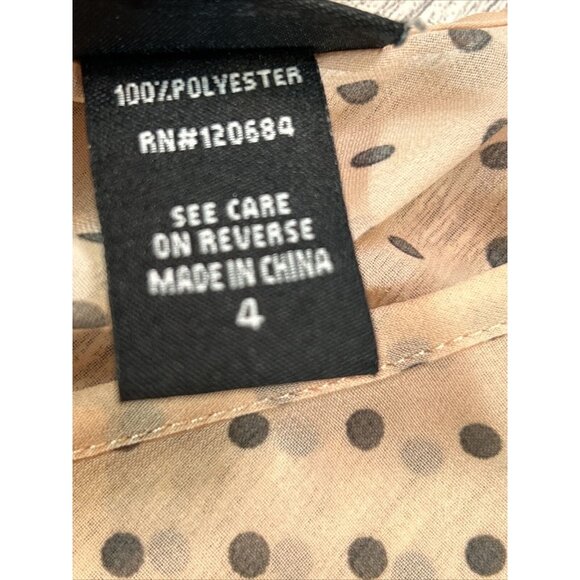 100%POLYESTER
RN#120684
SEE CARE
ON REVERSE
MADE IN CHINA
4